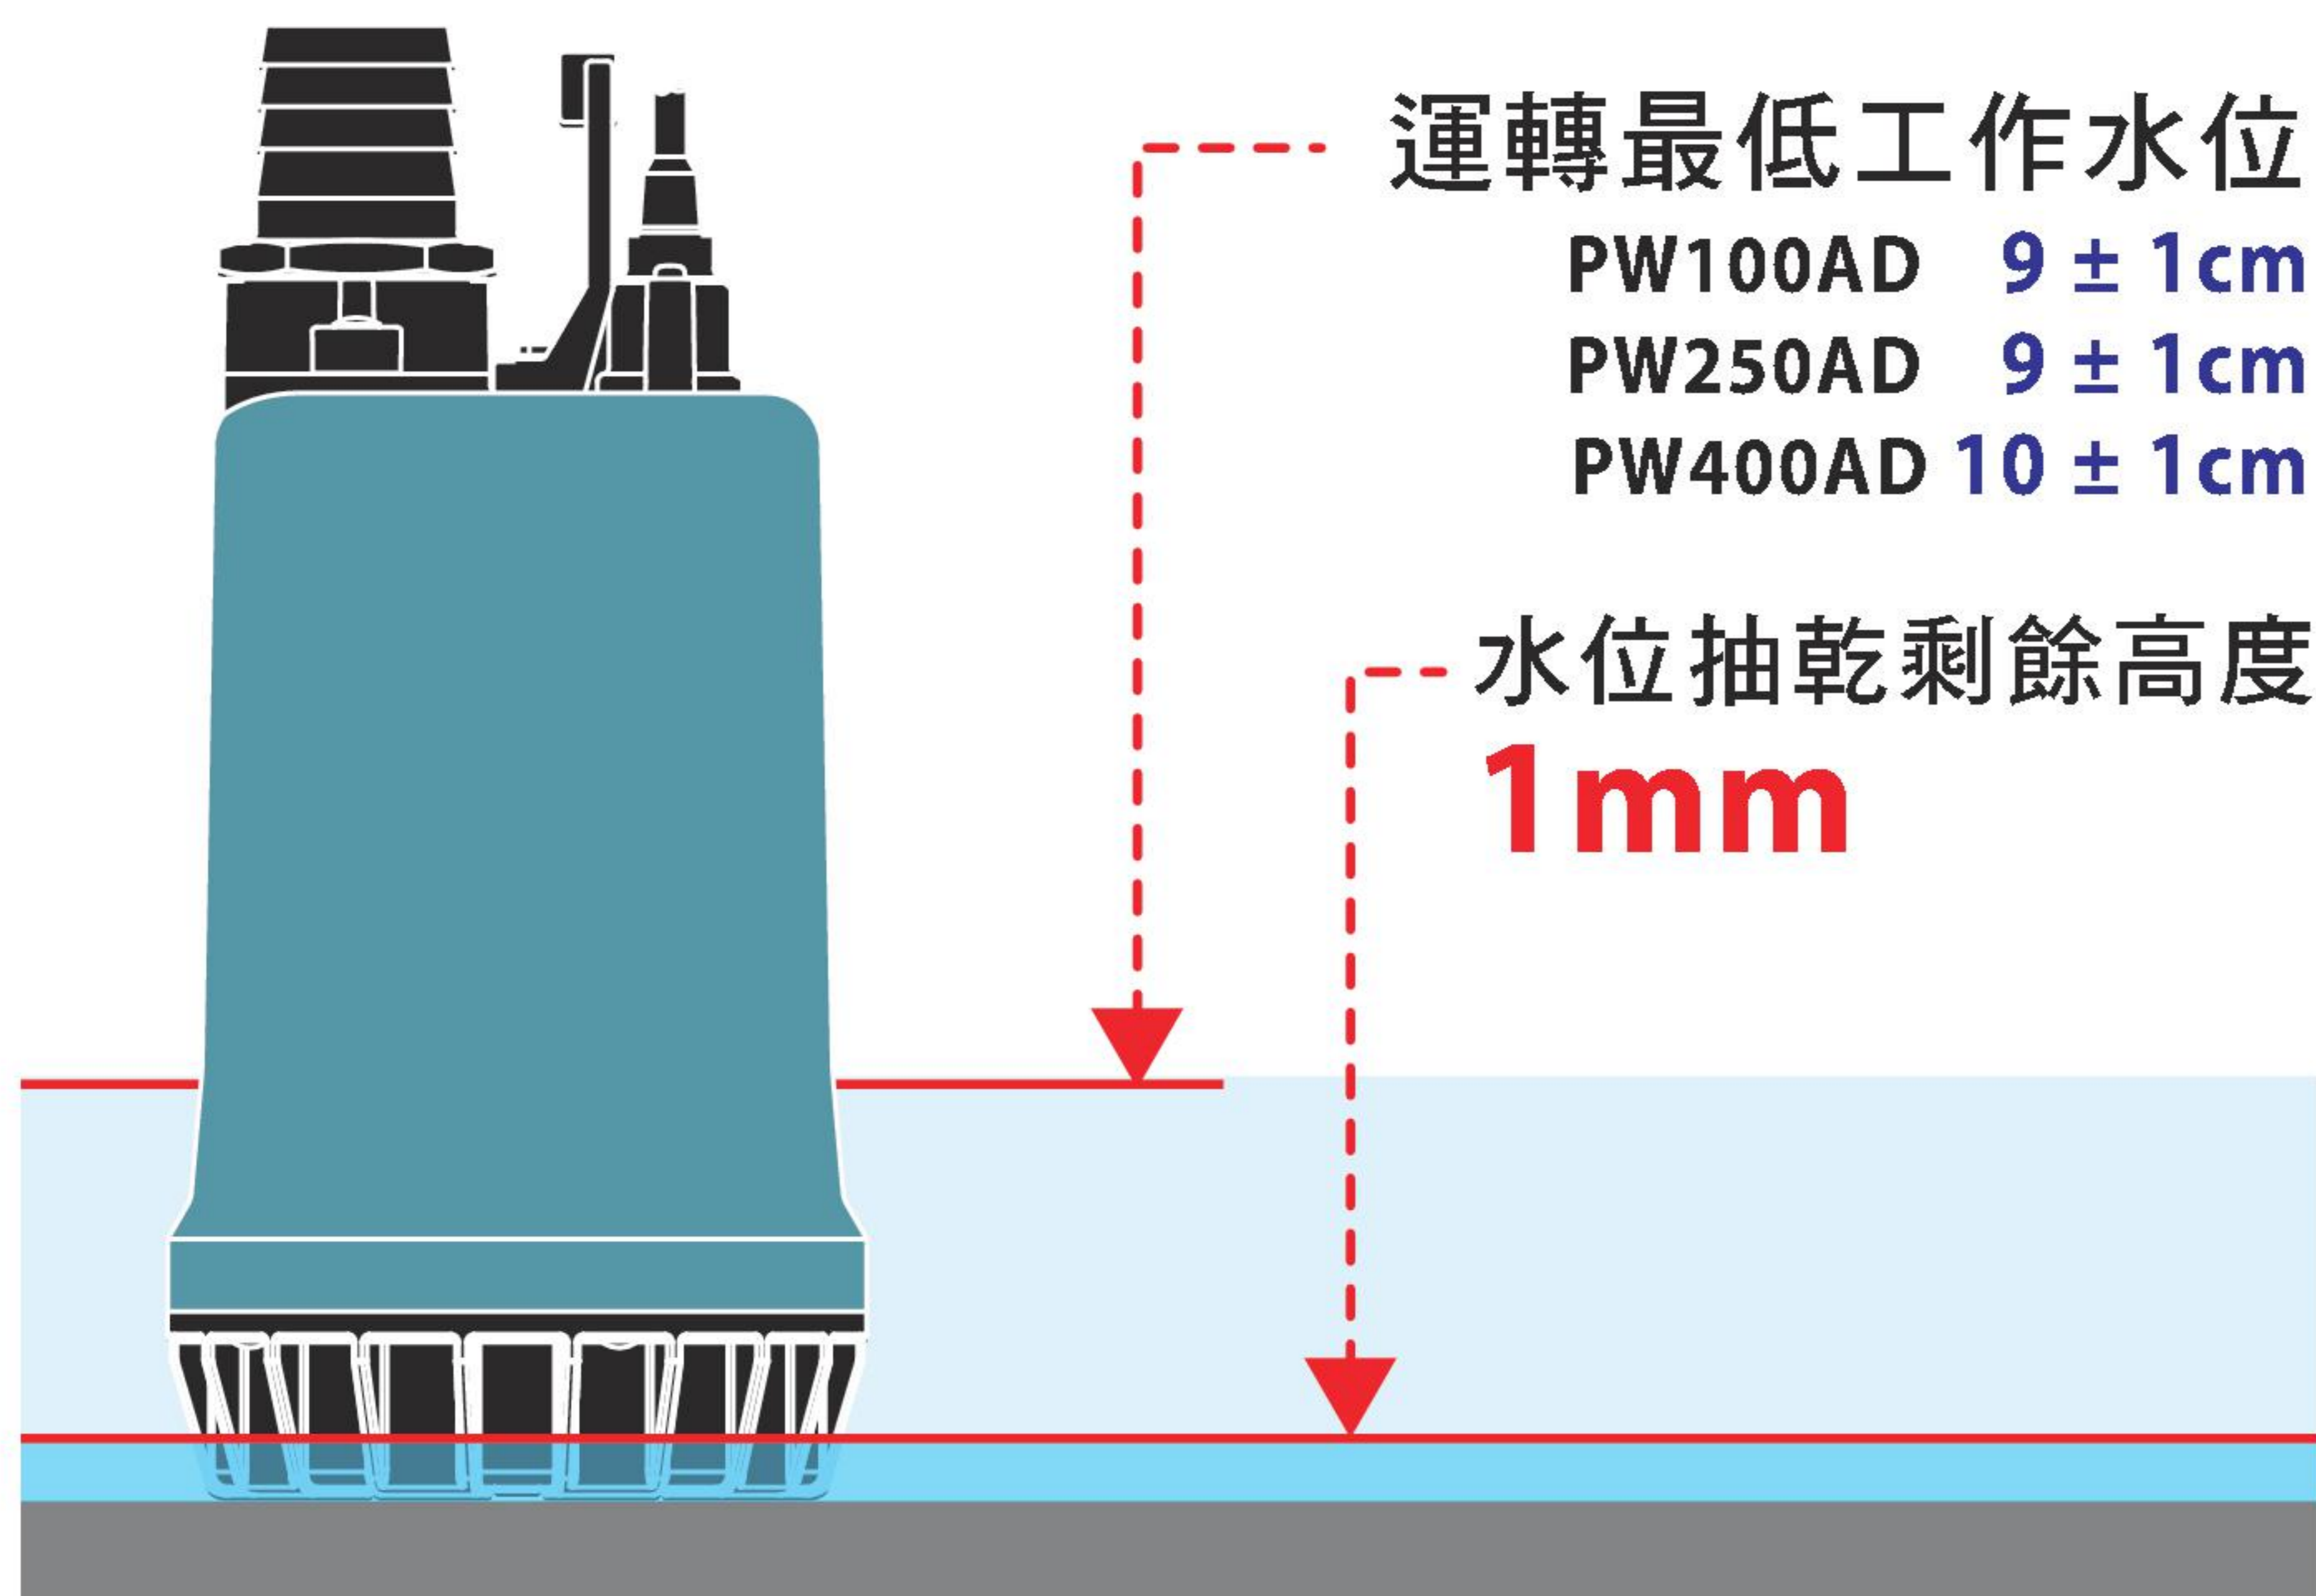 運轉最低工作水位
PW100AD 9 ± 1cm
PW250AD 9 ± 1cm
PW400AD 10 ± 1cm
水位抽乾剩餘高度
1mm